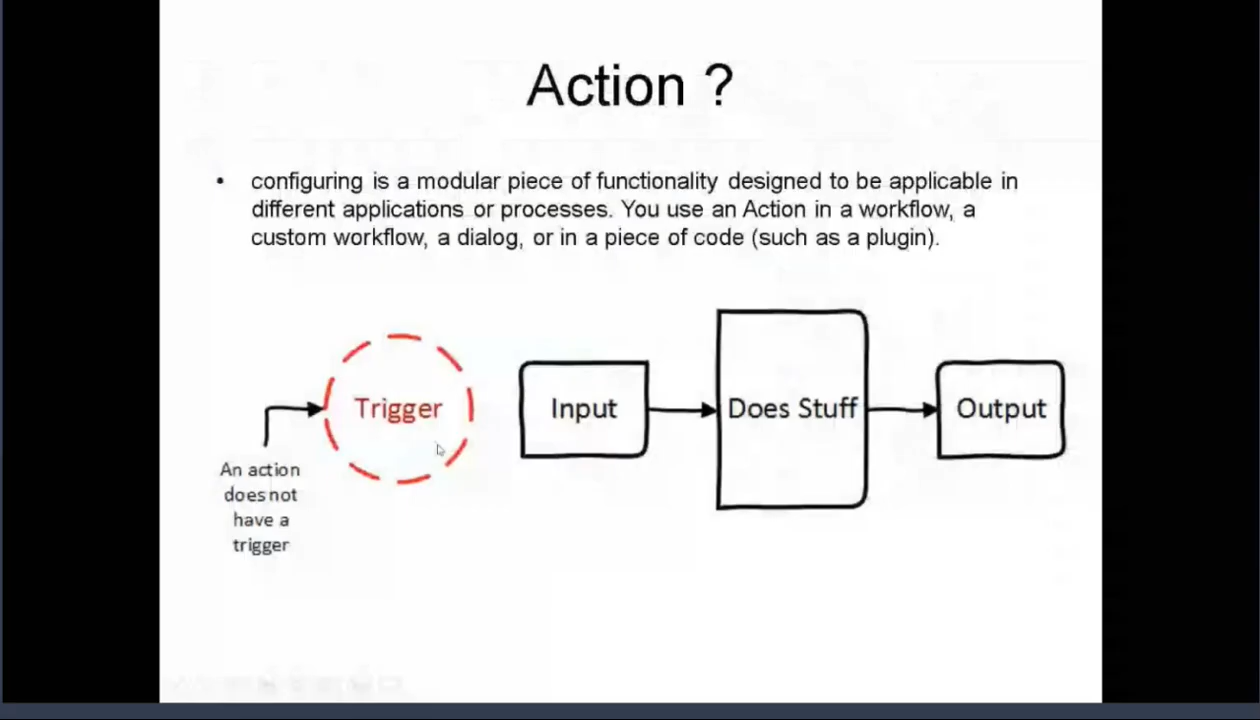 Action ?
• configuring is a modular piece of functionality designed to be applicable in
different applications or processes. You use an Action in a workflow, a
custom workflow, a dialog, or in a piece of code (such as a plugin).
Trigger
Input
Does Stuff
Output
An action
does not
have a
trigger